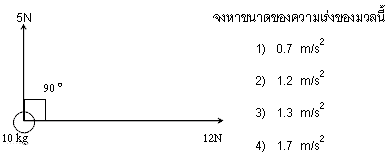 5N
จงหาขนาดของความเร่งของมวลนี้
1) 0.7 m/s²
2) 1.2 m/s²
90 °
3) 1.3 m/s²
10 kg
12N
4) 1.7 m/s²